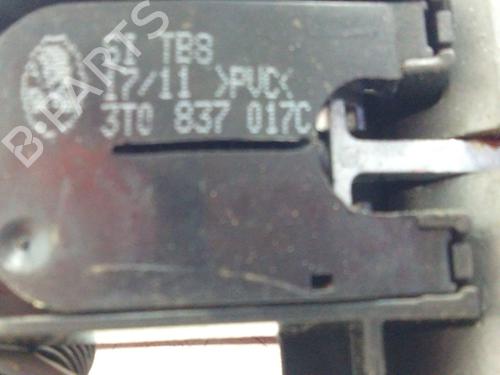 TB8
17/11 >PVC<
3T0 837 017C
B-PARTS